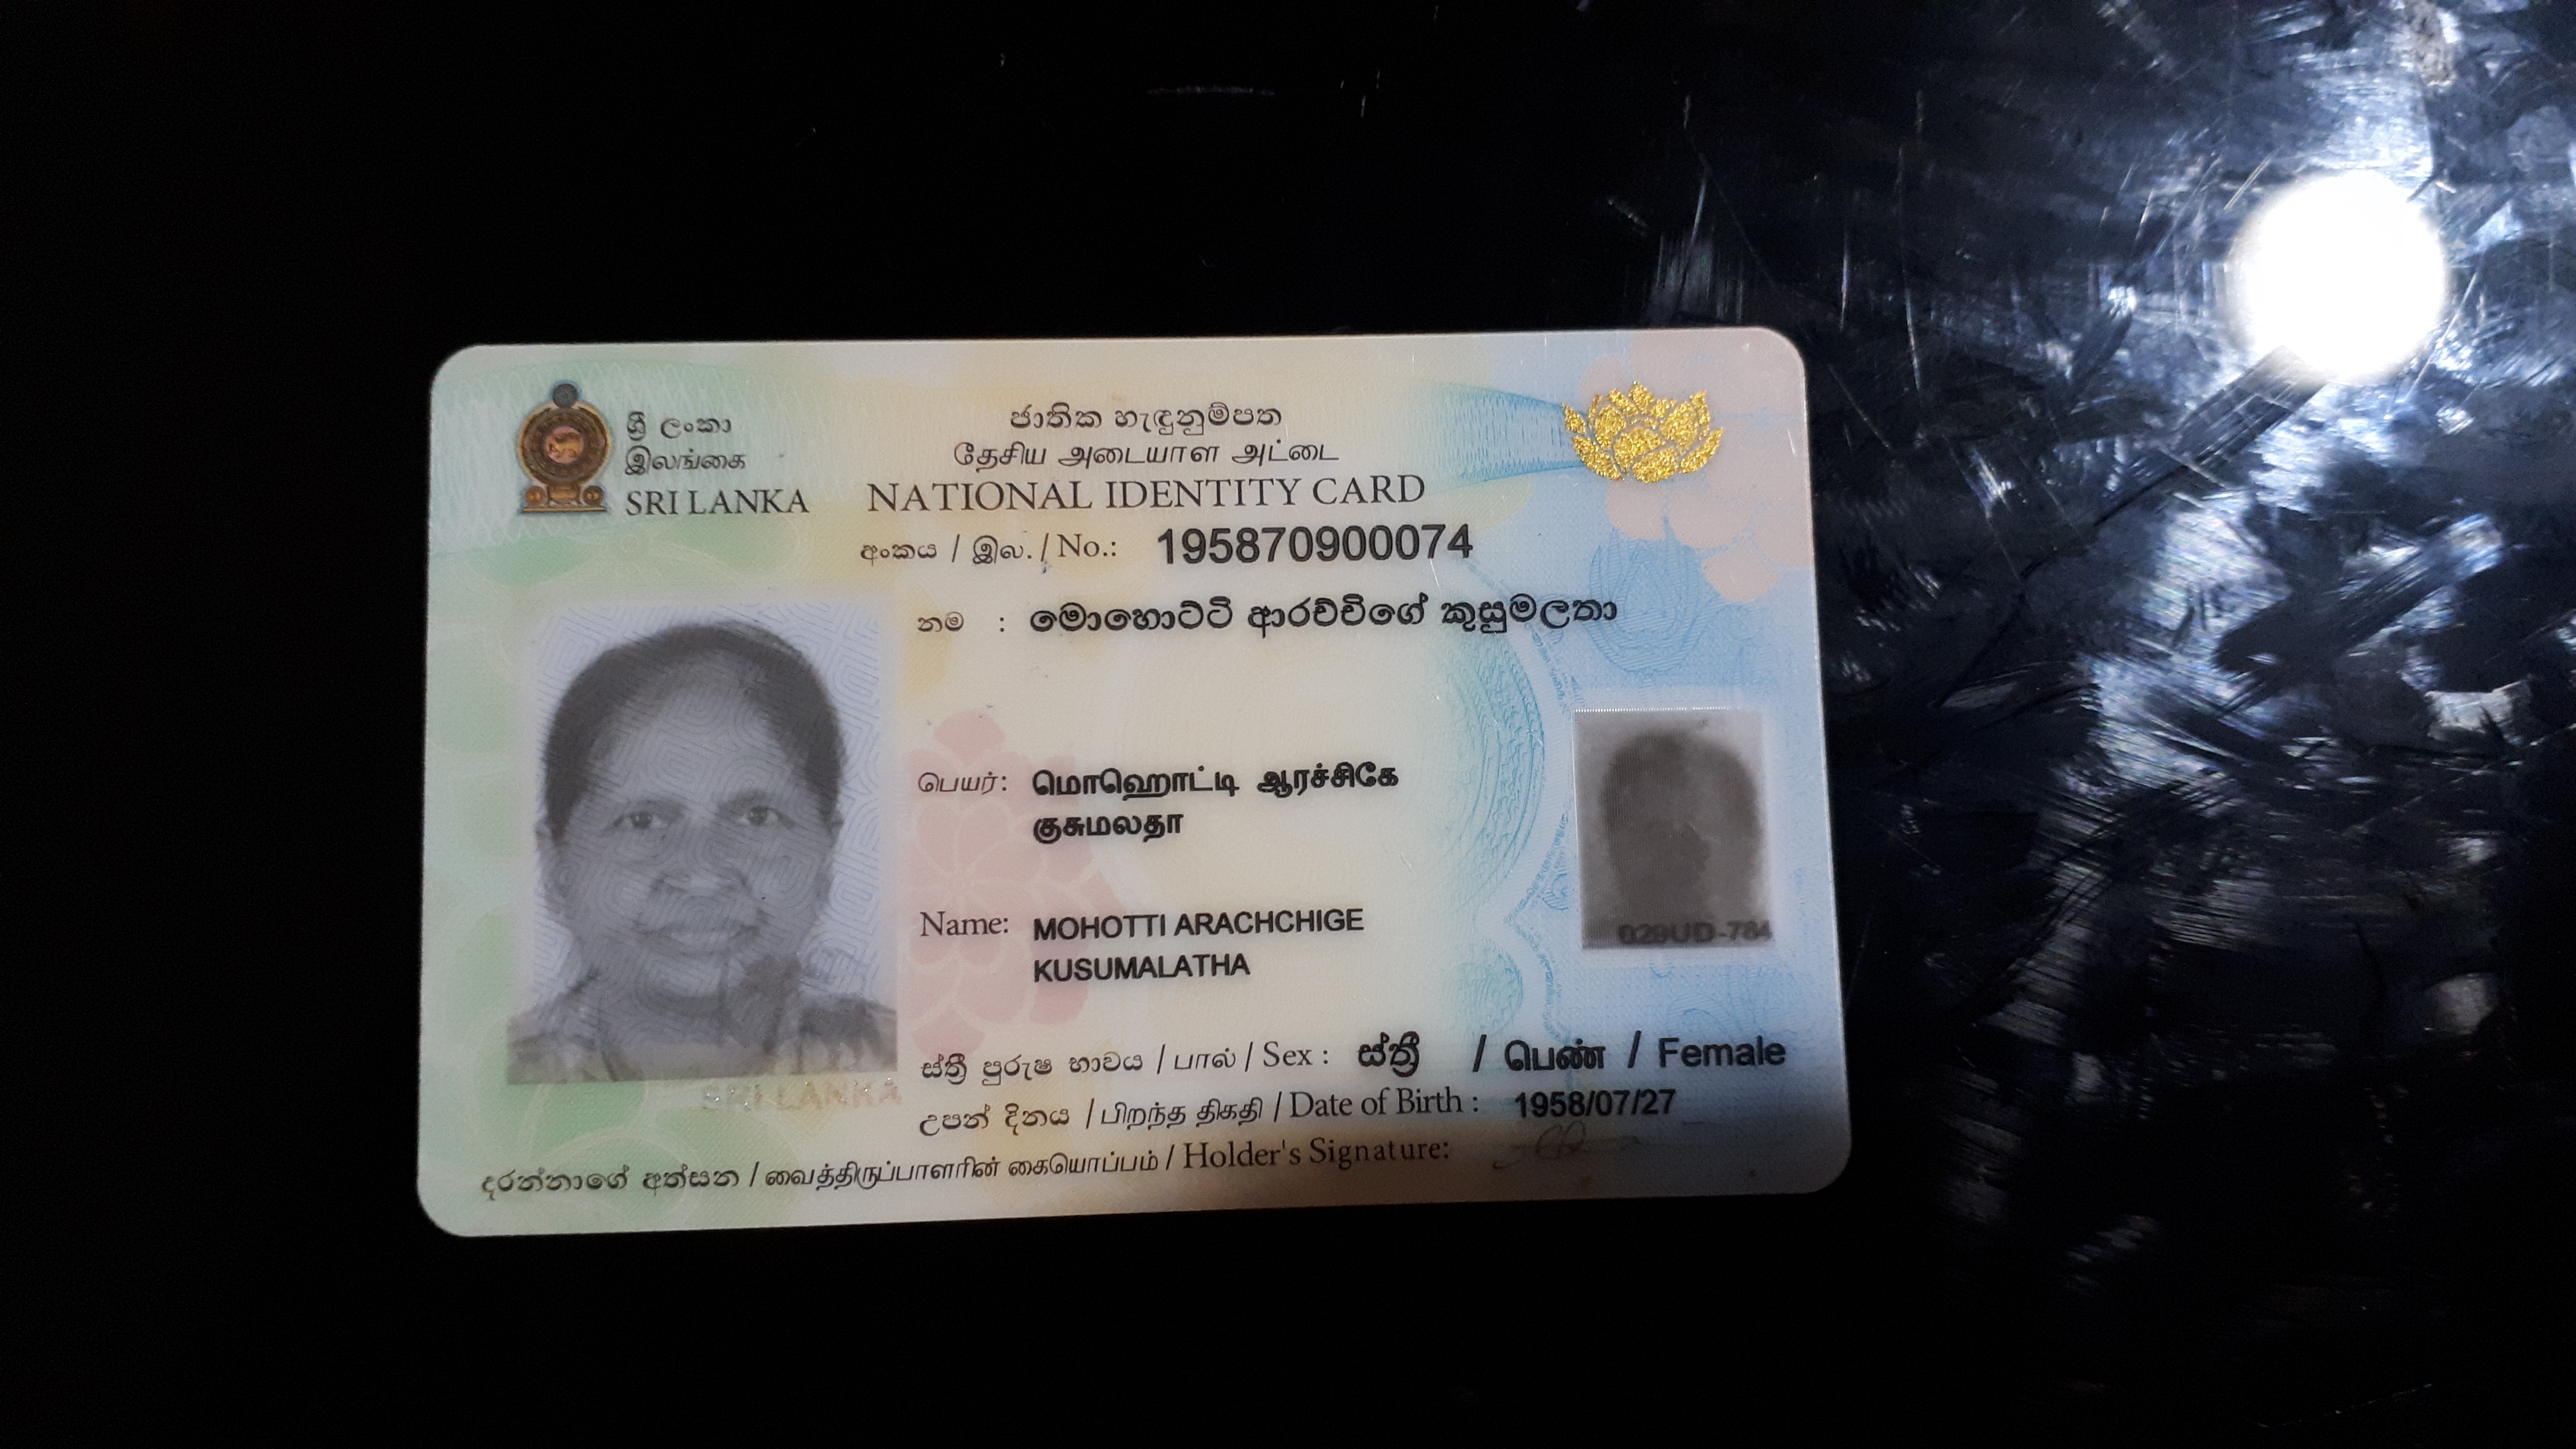 ශ්‍රී ලංකා
இலங்கை
SRI LANKA
ජාතික හැඳුනුම්පත
தேசிய அடையாள அட்டை
NATIONAL IDENTITY CARD
අංකය / இல. / No.: 195870900074
නම : මොහොට්ටි ආරච්චිගේ කුසුමලතා
பெயர்: மொஹொட்டி ஆரச்சிகே
குசுமலதா
Name: MOHOTTI ARACHCHIGE
KUSUMALATHA
ස්ත්‍රී පුරුෂ භාවය / பால் / Sex : ස්ත්‍රී / பெண் / Female
උපන් දිනය / பிறந்த திகதி / Date of Birth : 1958/07/27
දරන්නාගේ අත්සන / வைத்திருப்பாளரின் கையொப்பம் / Holder's Signature:
SRI LANKA